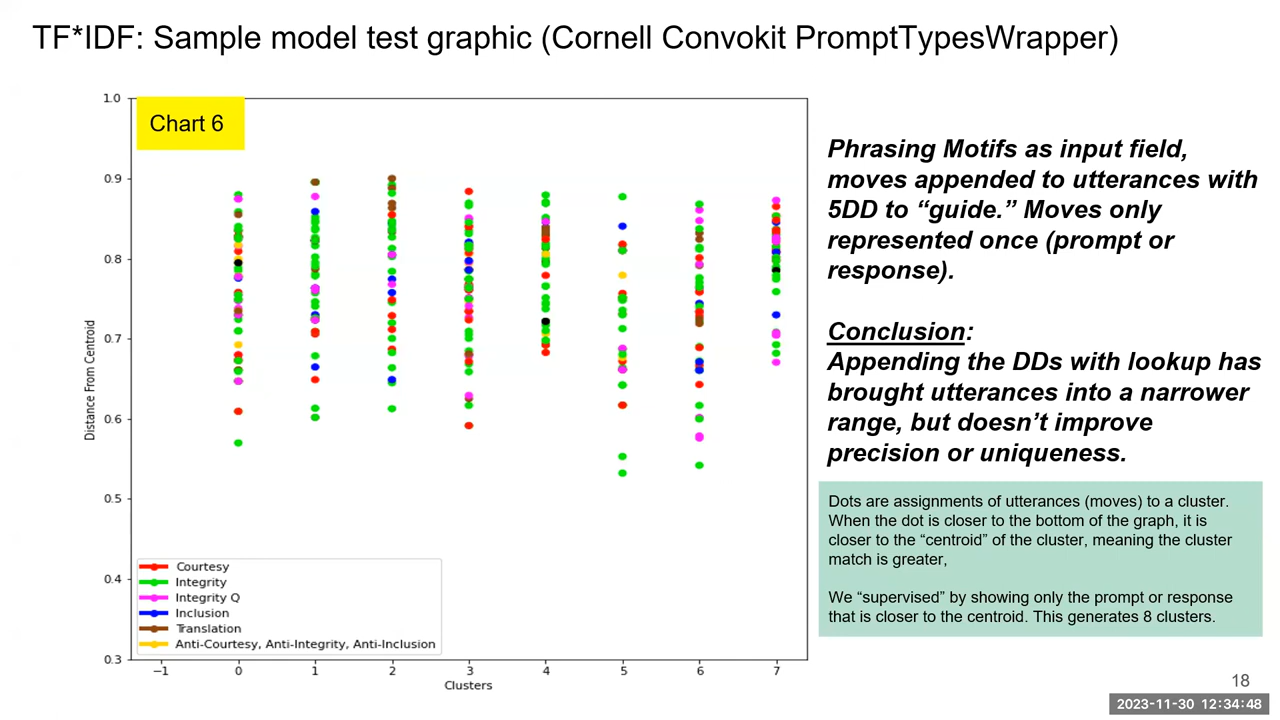 TF*IDF: Sample model test graphic (Cornell Convokit PromptTypesWrapper)
Chart 6
1.0
0.9
0.8
0.7
0.6
0.5
0.4
0.3
Distance From Centroid
Courtesy
Integrity
Integrity Q
Inclusion
Translation
Anti-Courtesy, Anti-Integrity, Anti-Inclusion
−1 0 1 2 3 4 5 6 7
Clusters
Phrasing Motifs as input field,
moves appended to utterances with
5DD to “guide.” Moves only
represented once (prompt or
response).
Conclusion:
Appending the DDs with lookup has
brought utterances into a narrower
range, but doesn’t improve
precision or uniqueness.
Dots are assignments of utterances (moves) to a cluster.
When the dot is closer to the bottom of the graph, it is
closer to the “centroid” of the cluster, meaning the cluster
match is greater,
We “supervised” by showing only the prompt or response
that is closer to the centroid. This generates 8 clusters.
18
2023-11-30 12:34:48